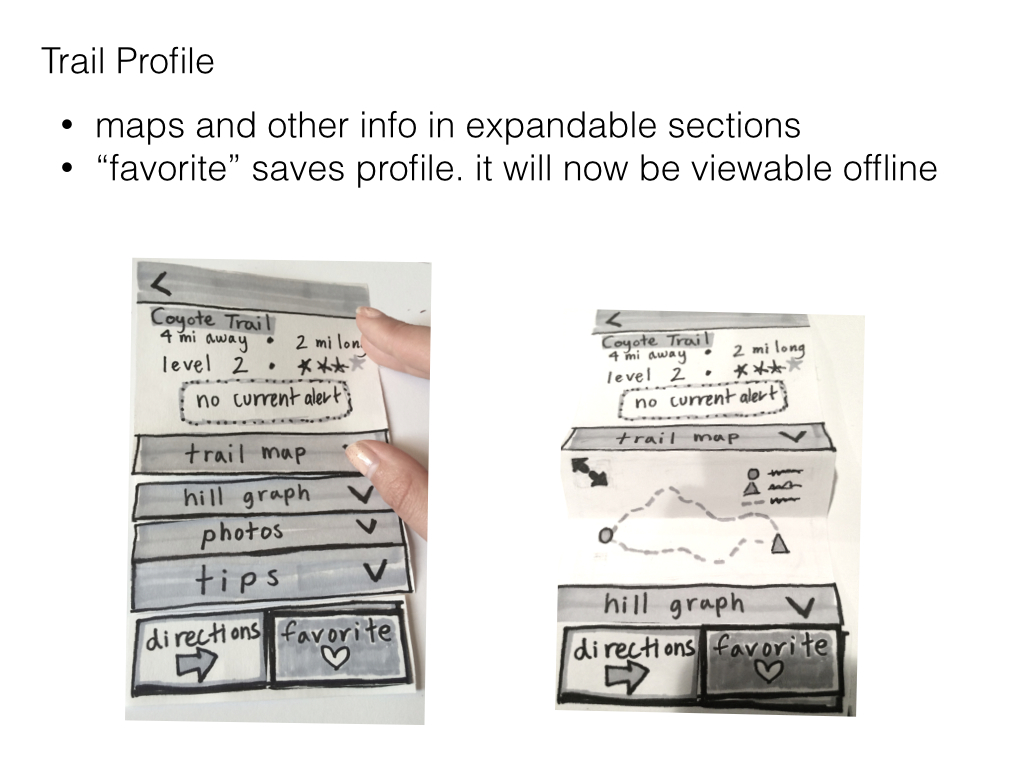 Trail Profile
• maps and other info in expandable sections
• “favorite” saves profile. it will now be viewable offline
<
Coyote Trail
4 mi away • 2 mi long
level 2 •
no current alert
trail map
hill graph
photos
tips
directions
favorite
<
Coyote Trail
4 mi away • 2 mi long
level 2 •
no current alert
trail map
hill graph
directions
favorite